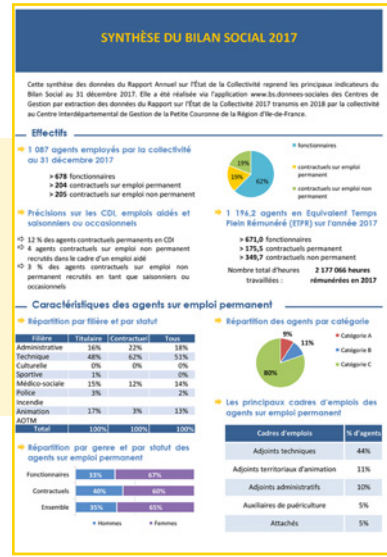 SYNTHÈSE DU BILAN SOCIAL 2017
Cette synthèse des données du Rapport Annuel sur l'État de la Collectivité reprend les principaux indicateurs du
Bilan Social au 31 décembre 2017. Elle a été réalisée via l'application www.bs.donnees-sociales des Centres de
Gestion par extraction des données du Rapport sur l'État de la Collectivité 2017 transmis en 2018 par la collectivité
au Centre Interdépartemental de Gestion de la Petite Couronne de la Région d'Ile-de-France.
Effectifs
1 087 agents employés par la collectivité
au 31 décembre 2017
> 678 fonctionnaires
> 204 contractuels sur emploi permanent
> 205 contractuels sur emploi non permanent
19%
19%
62%
fonctionnaires
contractuels sur emploi
permanent
contractuels sur emploi non
permanent
Précisions sur les CDI, emplois aidés et
saisonniers ou occasionnels
12 % des agents contractuels permanents en CDI
4 agents contractuels sur emploi non permanent
recrutés dans le cadre d'un emploi aidé
3 % des agents contractuels sur emploi non
permanent recrutés en tant que saisonniers ou
occasionnels
1 196,2 agents en Equivalent Temps
Plein Rémunéré (ETPR) sur l'année 2017
> 671,0 fonctionnaires
> 175,5 contractuels permanent
> 349,7 contractuels non permanent
Nombre total d'heures travaillées : 2 177 066 heures rémunérées en 2017
Caractéristiques des agents sur emploi permanent
Répartition par filière et par statut
Filière Titulaire Contractuel Tous
Administrative 16% 22% 18%
Technique 48% 62% 51%
Culturelle 0% 0% 0%
Sportive 1% 0%
Médico-sociale 15% 12% 14%
Police 3% 2%
Incendie
Animation 17% 3% 13%
AOTM
Total 100% 100% 100%
Répartition des agents par catégorie
9%
11%
80%
Catégorie A
Catégorie B
Catégorie C
Répartition par genre et par statut des
agents sur emploi permanent
Fonctionnaires 33% 67%
Contractuels 40% 60%
Ensemble 35% 65%
Hommes Femmes
Les principaux cadres d'emplois des
agents sur emploi permanent
Cadres d'emplois % d'agents
Adjoints techniques 44%
Adjoints territoriaux d'animation 11%
Adjoints administratifs 10%
Auxiliaires de puériculture 5%
Attachés 5%